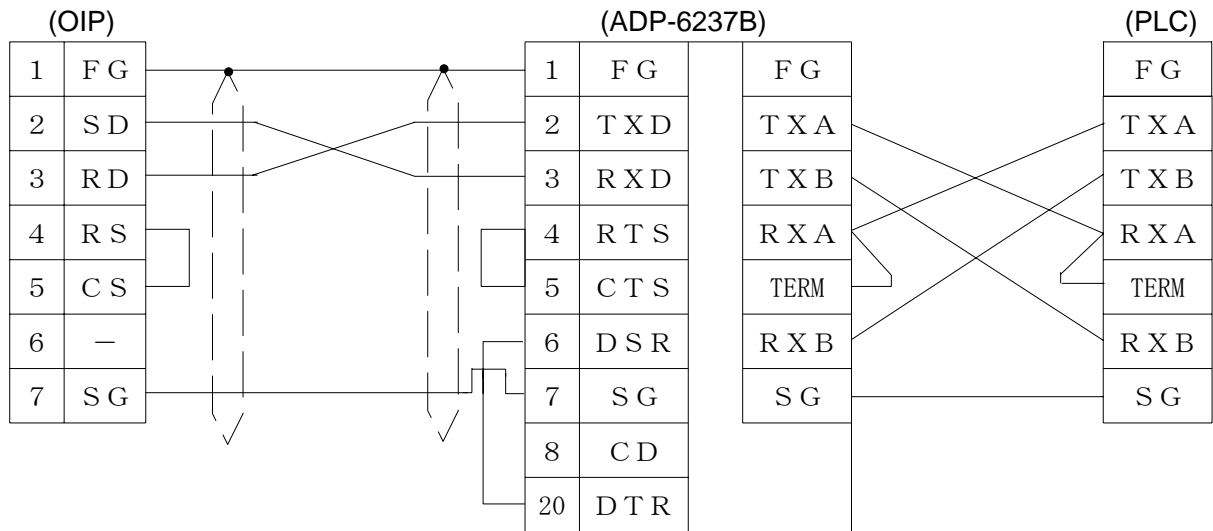 (OIP) (ADP-6237B) (PLC)
1 FG 1 FG FG FG
2 SD 2 TXD TXA TXA
3 RD 3 RXD TXB TXB
4 RS 4 RTS RXA RXA
5 CS 5 CTS TERM TERM
6 － 6 DSR RXB RXB
7 SG 7 SG SG SG
8 CD
20 DTR